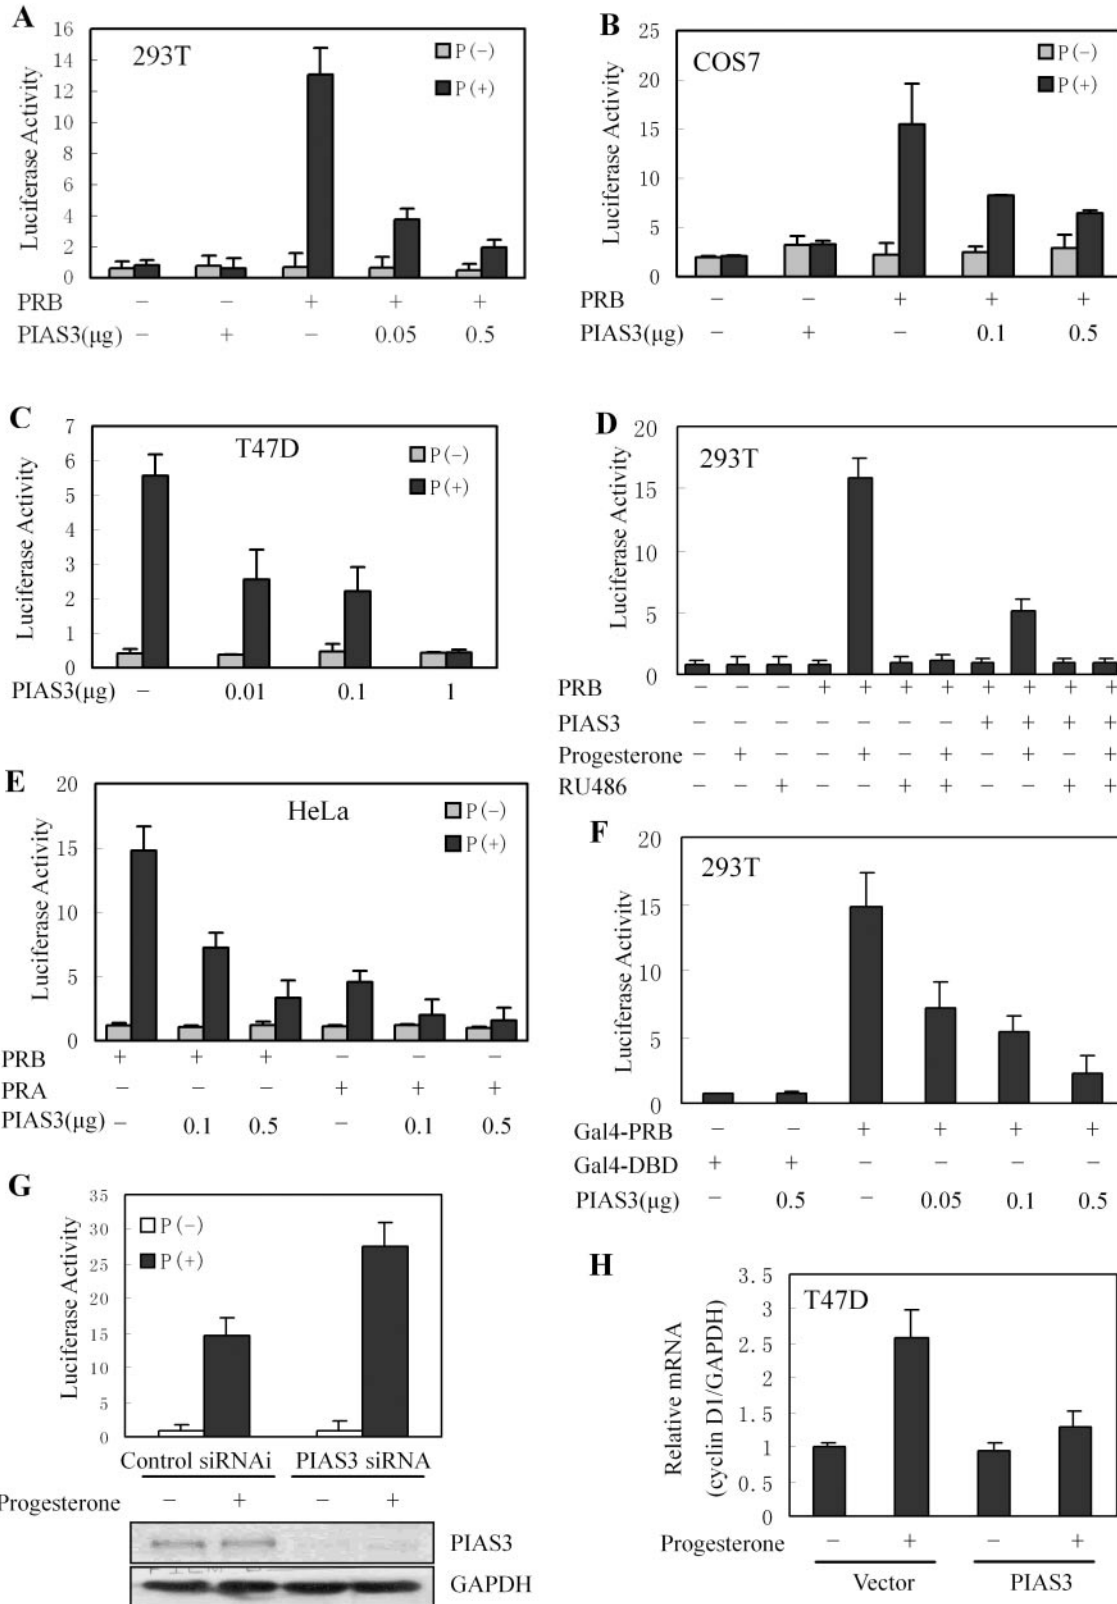 A
293T
P(−)
P(+)
Luciferase Activity
16
14
12
10
8
6
4
2
0
PRB − − + + +
PIAS3(μg) − + − 0.05 0.5
B
COS7
P(−)
P(+)
Luciferase Activity
25
20
15
10
5
0
PRB − − + + +
PIAS3(μg) − + − 0.1 0.5
C
T47D
P(−)
P(+)
Luciferase Activity
7
6
5
4
3
2
1
0
PIAS3(μg) − 0.01 0.1 1
D
293T
Luciferase Activity
20
15
10
5
0
PRB − − − + + + + + + + +
PIAS3 − − − − − − − + + + +
Progesterone − + − − + − + − + − +
RU486 − − + − − + + − − + +
E
HeLa
P(−)
P(+)
Luciferase Activity
20
15
10
5
0
PRB + + + − − −
PRA − − − + + +
PIAS3(μg) − 0.1 0.5 − 0.1 0.5
F
293T
Luciferase Activity
20
15
10
5
0
Gal4-PRB − − + + + +
Gal4-DBD + + − − − −
PIAS3(μg) − 0.5 − 0.05 0.1 0.5
G
P(−)
P(+)
Luciferase Activity
35
30
25
20
15
10
5
0
Control siRNAi PIAS3 siRNA
Progesterone − + − +
PIAS3
GAPDH
H
T47D
Relative mRNA
(cyclin D1/GAPDH)
3.5
3
2.5
2
1.5
1
0.5
0
Progesterone − + − +
Vector PIAS3